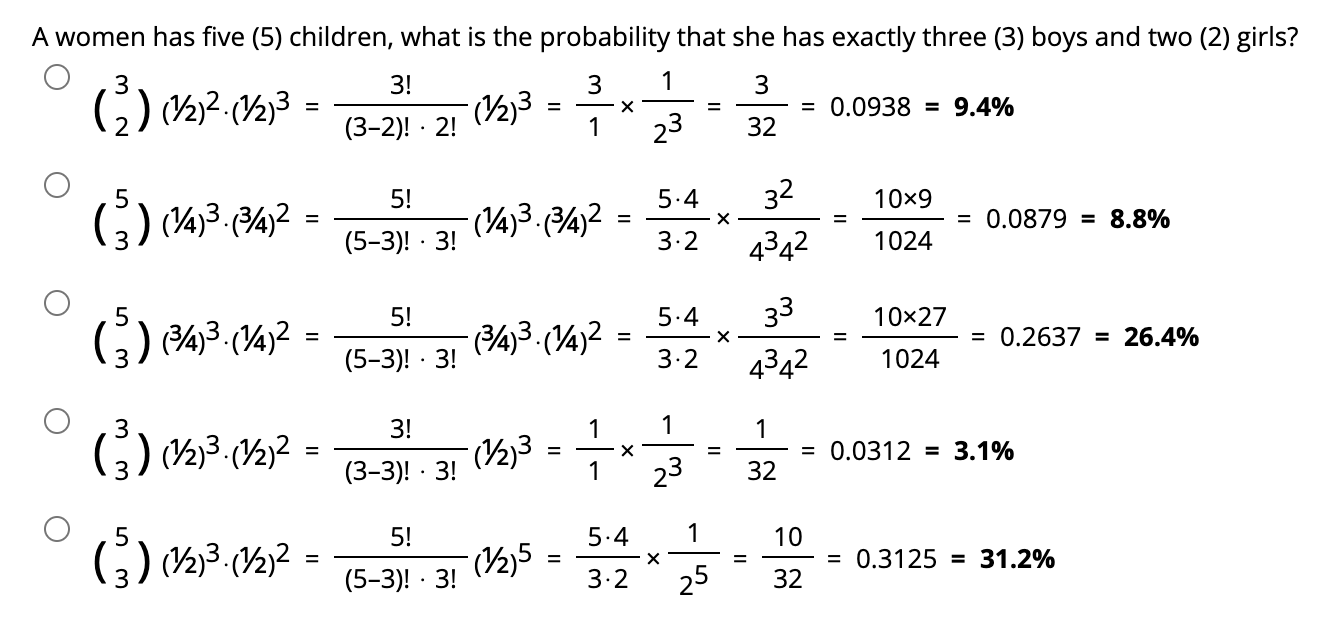 A women has five (5) children, what is the probability that she has exactly three (3) boys and two (2) girls?
(3 2) (½)² · (½)³ = 3! / (3–2)! · 2! (½)³ = 3/1 × 1/2³ = 3/32 = 0.0938 = 9.4%
(5 3) (¼)³ · (¾)² = 5! / (5–3)! · 3! (¼)³ · (¾)² = 5·4/3·2 × 3²/4³4² = 10×9/1024 = 0.0879 = 8.8%
(5 3) (¾)³ · (¼)² = 5! / (5–3)! · 3! (¾)³ · (¼)² = 5·4/3·2 × 3³/4³4² = 10×27/1024 = 0.2637 = 26.4%
(3 3) (½)³ · (½)² = 3! / (3–3)! · 3! (½)³ = 1/1 × 1/2³ = 1/32 = 0.0312 = 3.1%
(5 3) (½)³ · (½)² = 5! / (5–3)! · 3! (½)⁵ = 5·4/3·2 × 1/2⁵ = 10/32 = 0.3125 = 31.2%